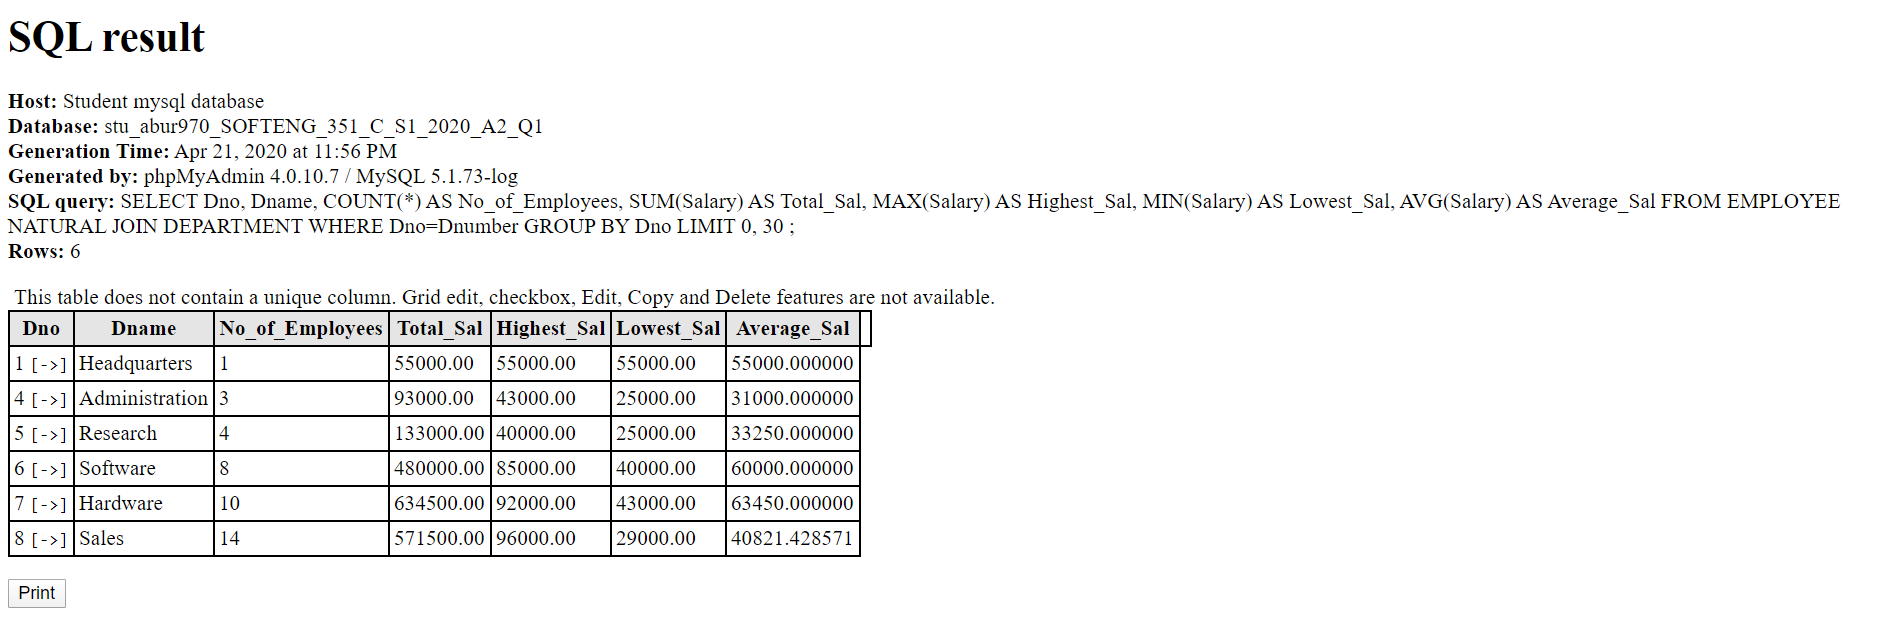 SQL result
Host: Student mysql database
Database: stu_abur970_SOFTENG_351_C_S1_2020_A2_Q1
Generation Time: Apr 21, 2020 at 11:56 PM
Generated by: phpMyAdmin 4.0.10.7 / MySQL 5.1.73-log
SQL query: SELECT Dno, Dname, COUNT(*) AS No_of_Employees, SUM(Salary) AS Total_Sal, MAX(Salary) AS Highest_Sal, MIN(Salary) AS Lowest_Sal, AVG(Salary) AS Average_Sal FROM EMPLOYEE
NATURAL JOIN DEPARTMENT WHERE Dno=Dnumber GROUP BY Dno LIMIT 0, 30 ;
Rows: 6
This table does not contain a unique column. Grid edit, checkbox, Edit, Copy and Delete features are not available.
Dno Dname No_of_Employees Total_Sal Highest_Sal Lowest_Sal Average_Sal
1 [->] Headquarters 1 55000.00 55000.00 55000.00 55000.000000
4 [->] Administration 3 93000.00 43000.00 25000.00 31000.000000
5 [->] Research 4 133000.00 40000.00 25000.00 33250.000000
6 [->] Software 8 480000.00 85000.00 40000.00 60000.000000
7 [->] Hardware 10 634500.00 92000.00 43000.00 63450.000000
8 [->] Sales 14 571500.00 96000.00 29000.00 40821.428571
Print